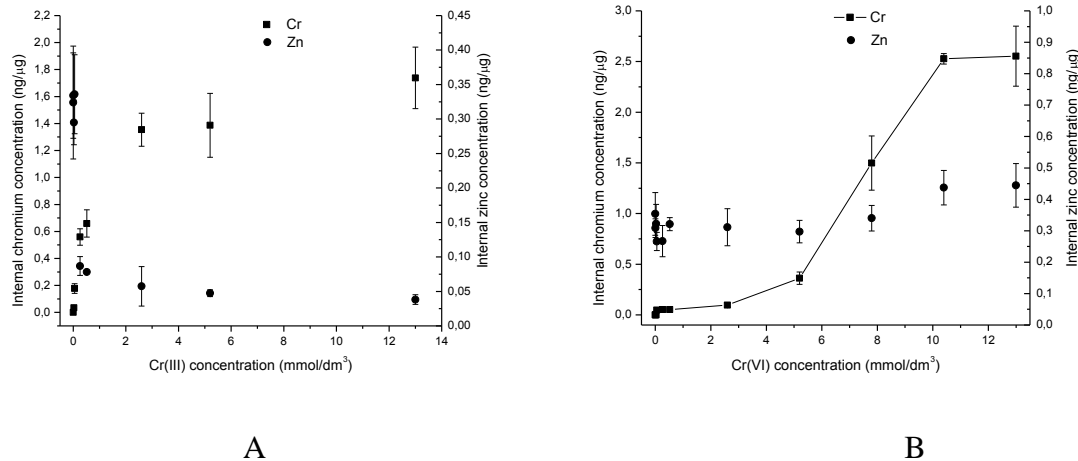 Cr
Zn
2,2
2,0
1,8
1,6
1,4
1,2
1,0
0,8
0,6
0,4
0,2
0,0
Internal chromium concentration (ng/µg)
0,45
0,40
0,35
0,30
0,25
0,20
0,15
0,10
0,05
0,00
Internal zinc concentration (ng/µg)
0 2 4 6 8 10 12 14
Cr(III) concentration (mmol/dm3)
A
Cr
Zn
3,0
2,5
2,0
1,5
1,0
0,5
0,0
Internal chromium concentration (ng/µg)
1,0
0,9
0,8
0,7
0,6
0,5
0,4
0,3
0,2
0,1
0,0
Internal zinc concentration (ng/µg)
0 2 4 6 8 10 12
Cr(VI) concentration (mmol/dm3)
B